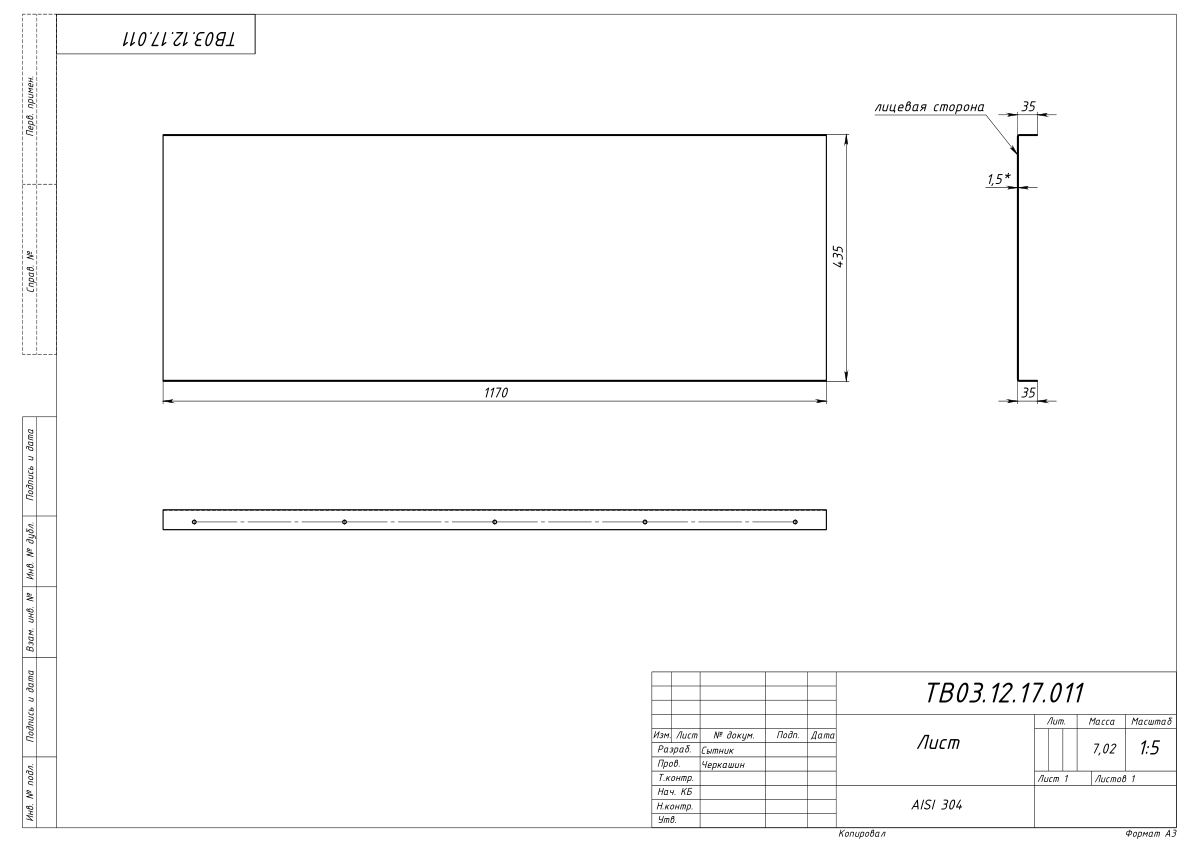 ТВ03.12.17.011
Перв. примен.
Справ. №
Подпись и дата
Инв. № дубл.
Взам. инв. №
Подпись и дата
Инв. № подл.
лицевая сторона
35
1,5*
435
1170
35
ТВ03.12.17.011
Лист
Лит. Масса Масштаб
7,02 1:5
Изм. Лист № докум. Подп. Дата
Разраб. Сытник
Пров. Черкашин
Т.контр.
Лист 1 Листов 1
Нач. КБ
Н.контр.
Утв.
AISI 304
Копировал Формат А3